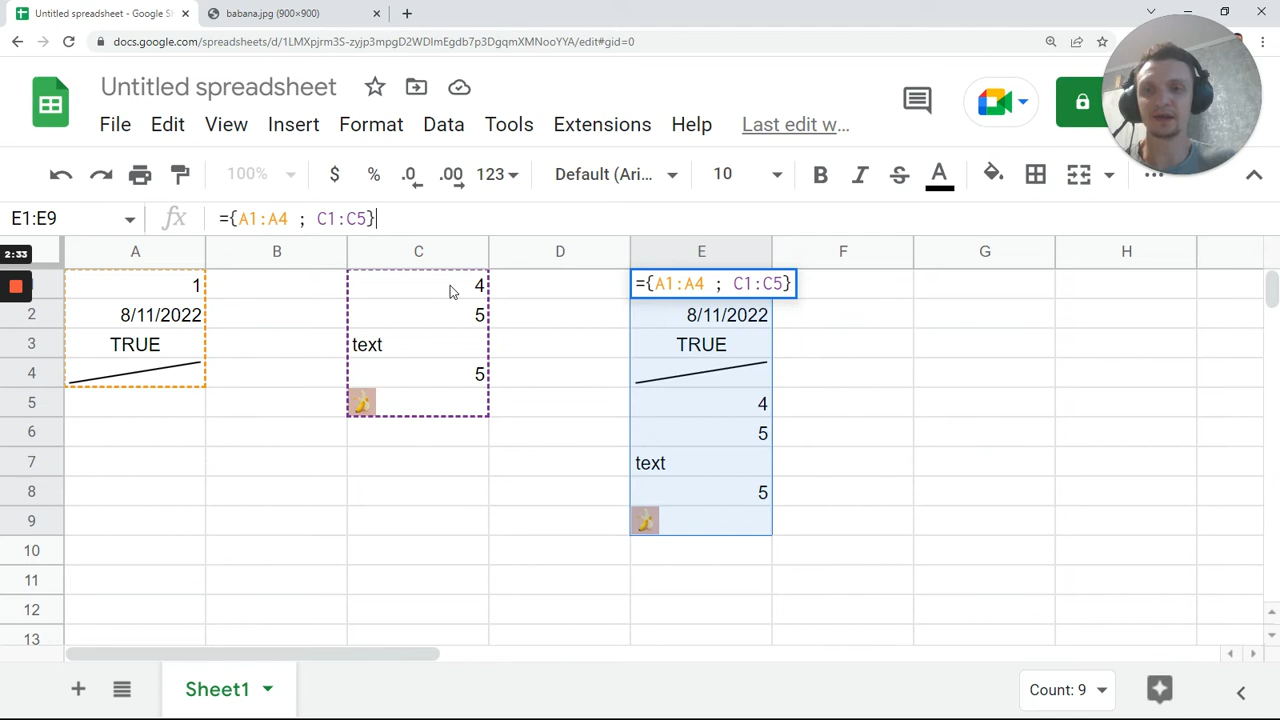 Untitled spreadsheet - Google S
babana.jpg (900×900)
docs.google.com/spreadsheets/d/1LMXpjrm3S-zyjp3mpgD2WDImEgdb7p3DgqmXMNooYYA/edit#gid=0
Untitled spreadsheet
File Edit View Insert Format Data Tools Extensions Help Last edit w...
100% $ % .0 .00 123 Default (Ari... 10 B I S A
E1:E9 fx ={A1:A4 ; C1:C5}
2:33
A B C D E F G H
1 4 ={A1:A4 ; C1:C5}
2 8/11/2022 5 8/11/2022
3 TRUE text TRUE
4 5
5 4
6 5
7 text
8 5
9
10
11
12
13
Sheet1 Count: 9